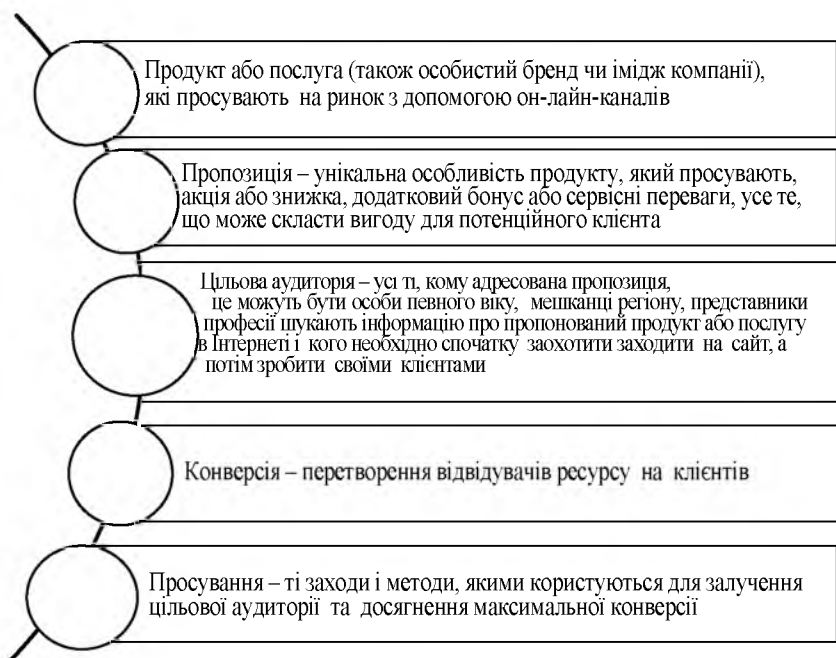 Продукт або послуга (також особистий бренд чи імідж компанії),
які просувають на ринок з допомогою он-лайн-каналів
Пропозиція – унікальна особливість продукту, який просувають,
акція або знижка, додатковий бонус або сервісні переваги, усе те,
що може скласти вигоду для потенційного клієнта
Цільова аудиторія – усі ті, кому адресована пропозиція,
це можуть бути особи певного віку, мешканці регіону, представники
професії шукають інформацію про пропонований продукт або послугу
в Інтернеті і кого необхідно спочатку заохотити заходити на сайт, а
потім зробити своїми клієнтами
Конверсія – перетворення відвідувачів ресурсу на клієнтів
Просування – ті заходи і методи, якими користуються для залучення
цільової аудиторії та досягнення максимальної конверсії